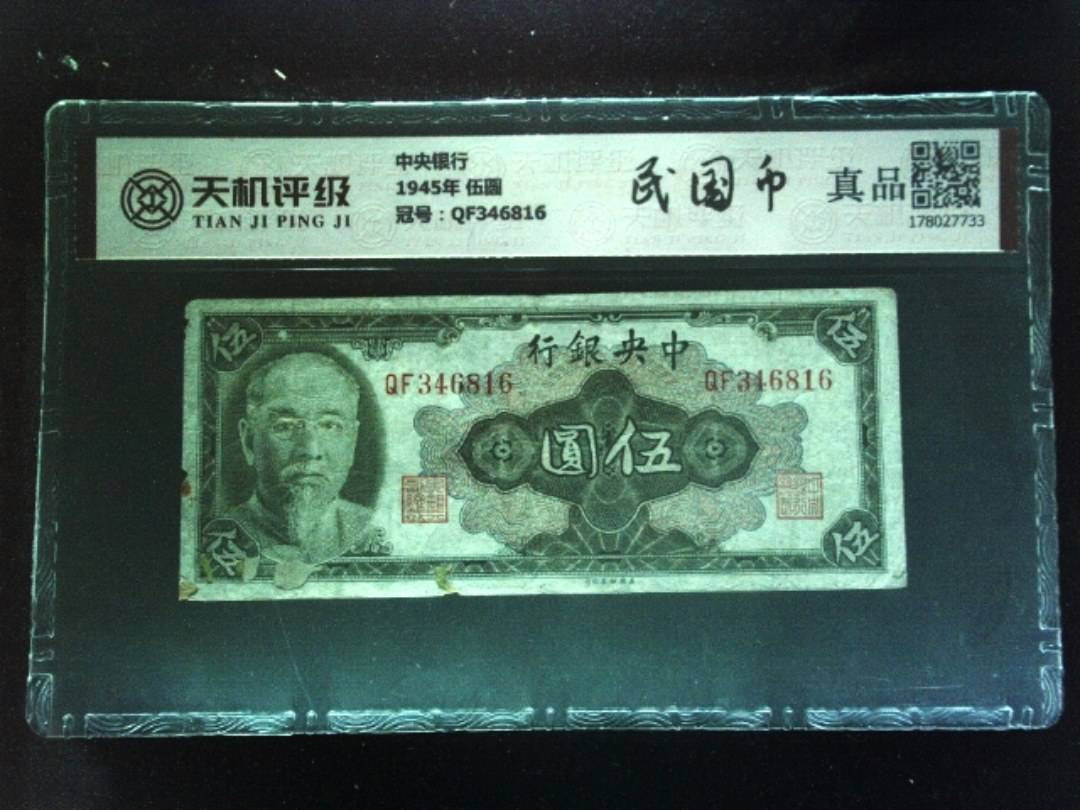 天机评级
TIAN JI PING JI
中央银行
1945年 伍圆
冠号：QF346816
民国币
真品
178027733
行銀央中
QF346816
QF346816
圓伍
伍
伍
伍
伍